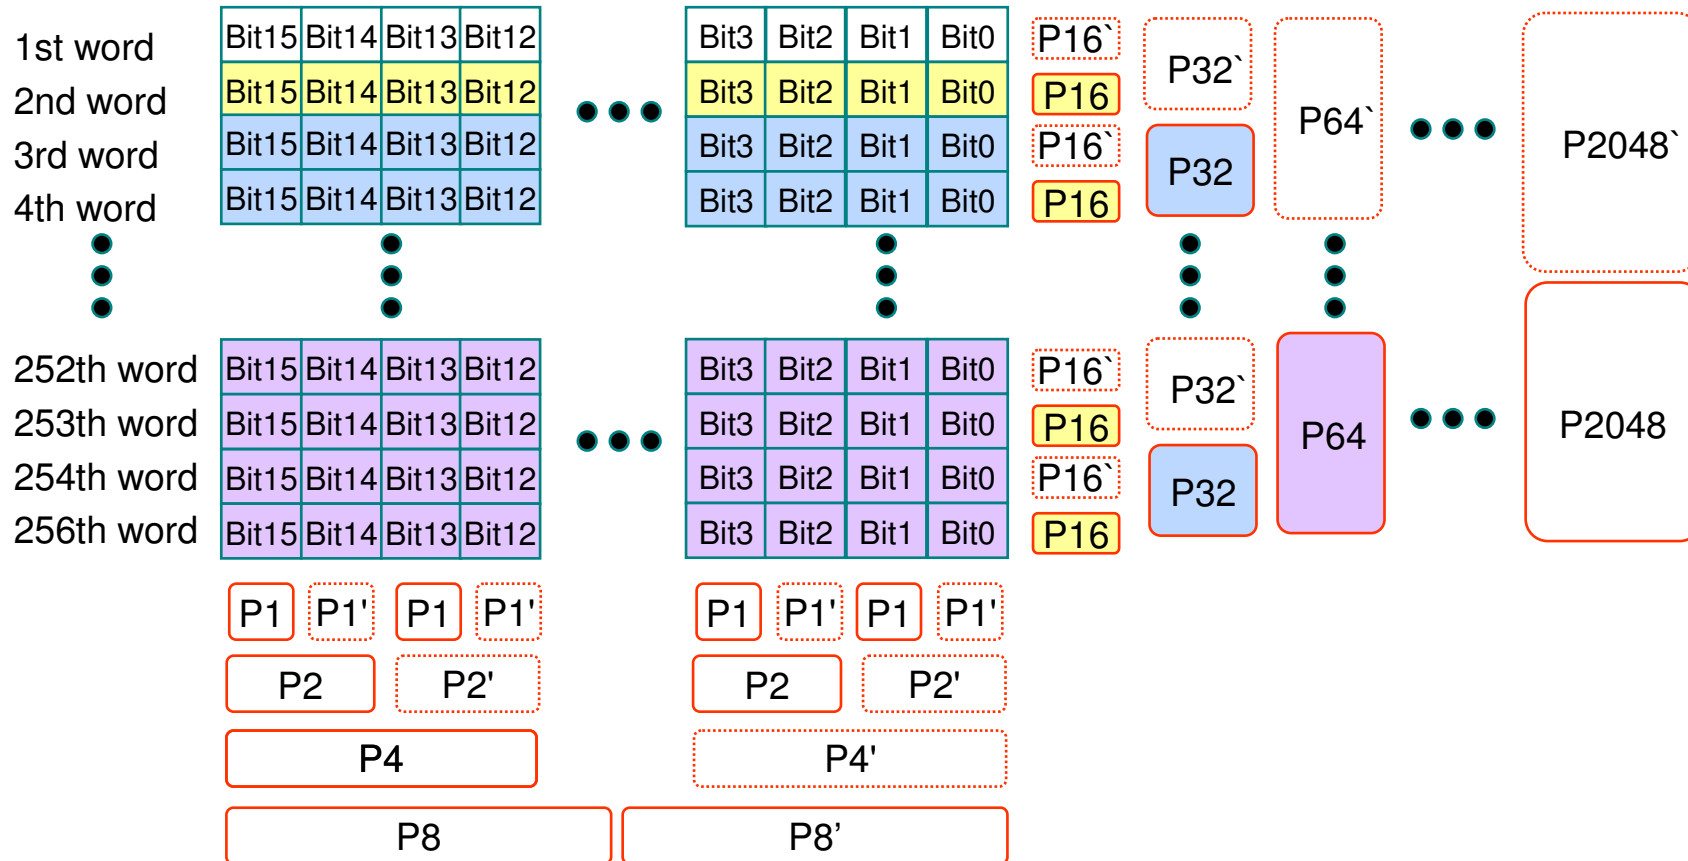 1st word Bit15 Bit14 Bit13 Bit12 Bit3 Bit2 Bit1 Bit0 P16` P32` P64` P2048`
2nd word Bit15 Bit14 Bit13 Bit12 Bit3 Bit2 Bit1 Bit0 P16
3rd word Bit15 Bit14 Bit13 Bit12 Bit3 Bit2 Bit1 Bit0 P16` P32
4th word Bit15 Bit14 Bit13 Bit12 Bit3 Bit2 Bit1 Bit0 P16
252th word Bit15 Bit14 Bit13 Bit12 Bit3 Bit2 Bit1 Bit0 P16` P32` P64 P2048
253th word Bit15 Bit14 Bit13 Bit12 Bit3 Bit2 Bit1 Bit0 P16
254th word Bit15 Bit14 Bit13 Bit12 Bit3 Bit2 Bit1 Bit0 P16` P32
256th word Bit15 Bit14 Bit13 Bit12 Bit3 Bit2 Bit1 Bit0 P16
P1 P1' P1 P1' P1 P1' P1 P1'
P2 P2' P2 P2'
P4 P4'
P8 P8’